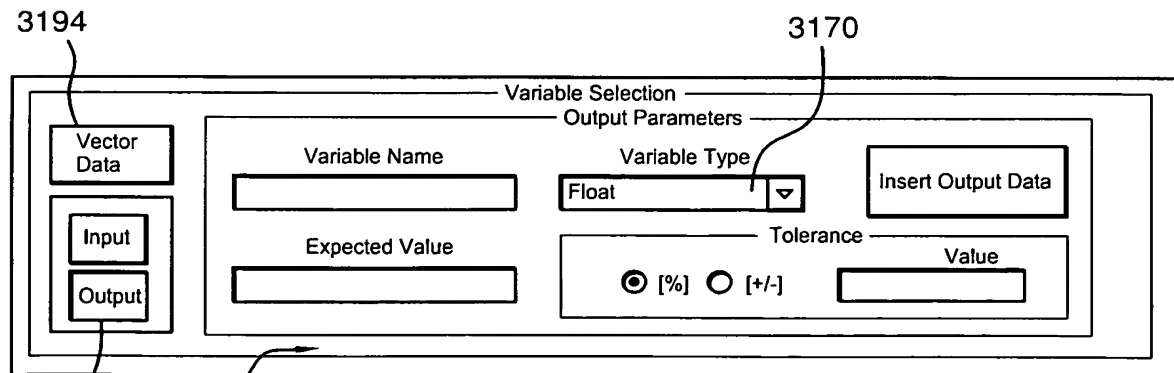 3194
3170
Variable Selection
Output Parameters
Vector
Data
Variable Name
Variable Type
Insert Output Data
Float
Input
Expected Value
Tolerance
Value
[%]
[+/-]
Output